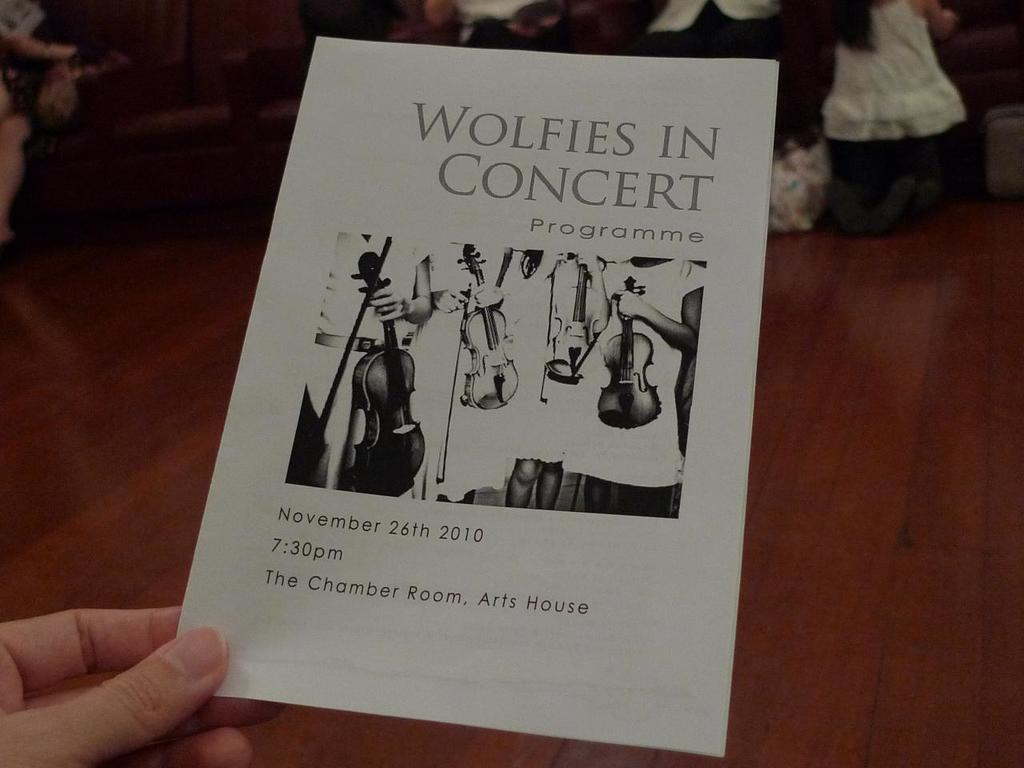 WOLFIES IN
CONCERT
Programme
November 26th 2010
7:30pm
The Chamber Room, Arts House